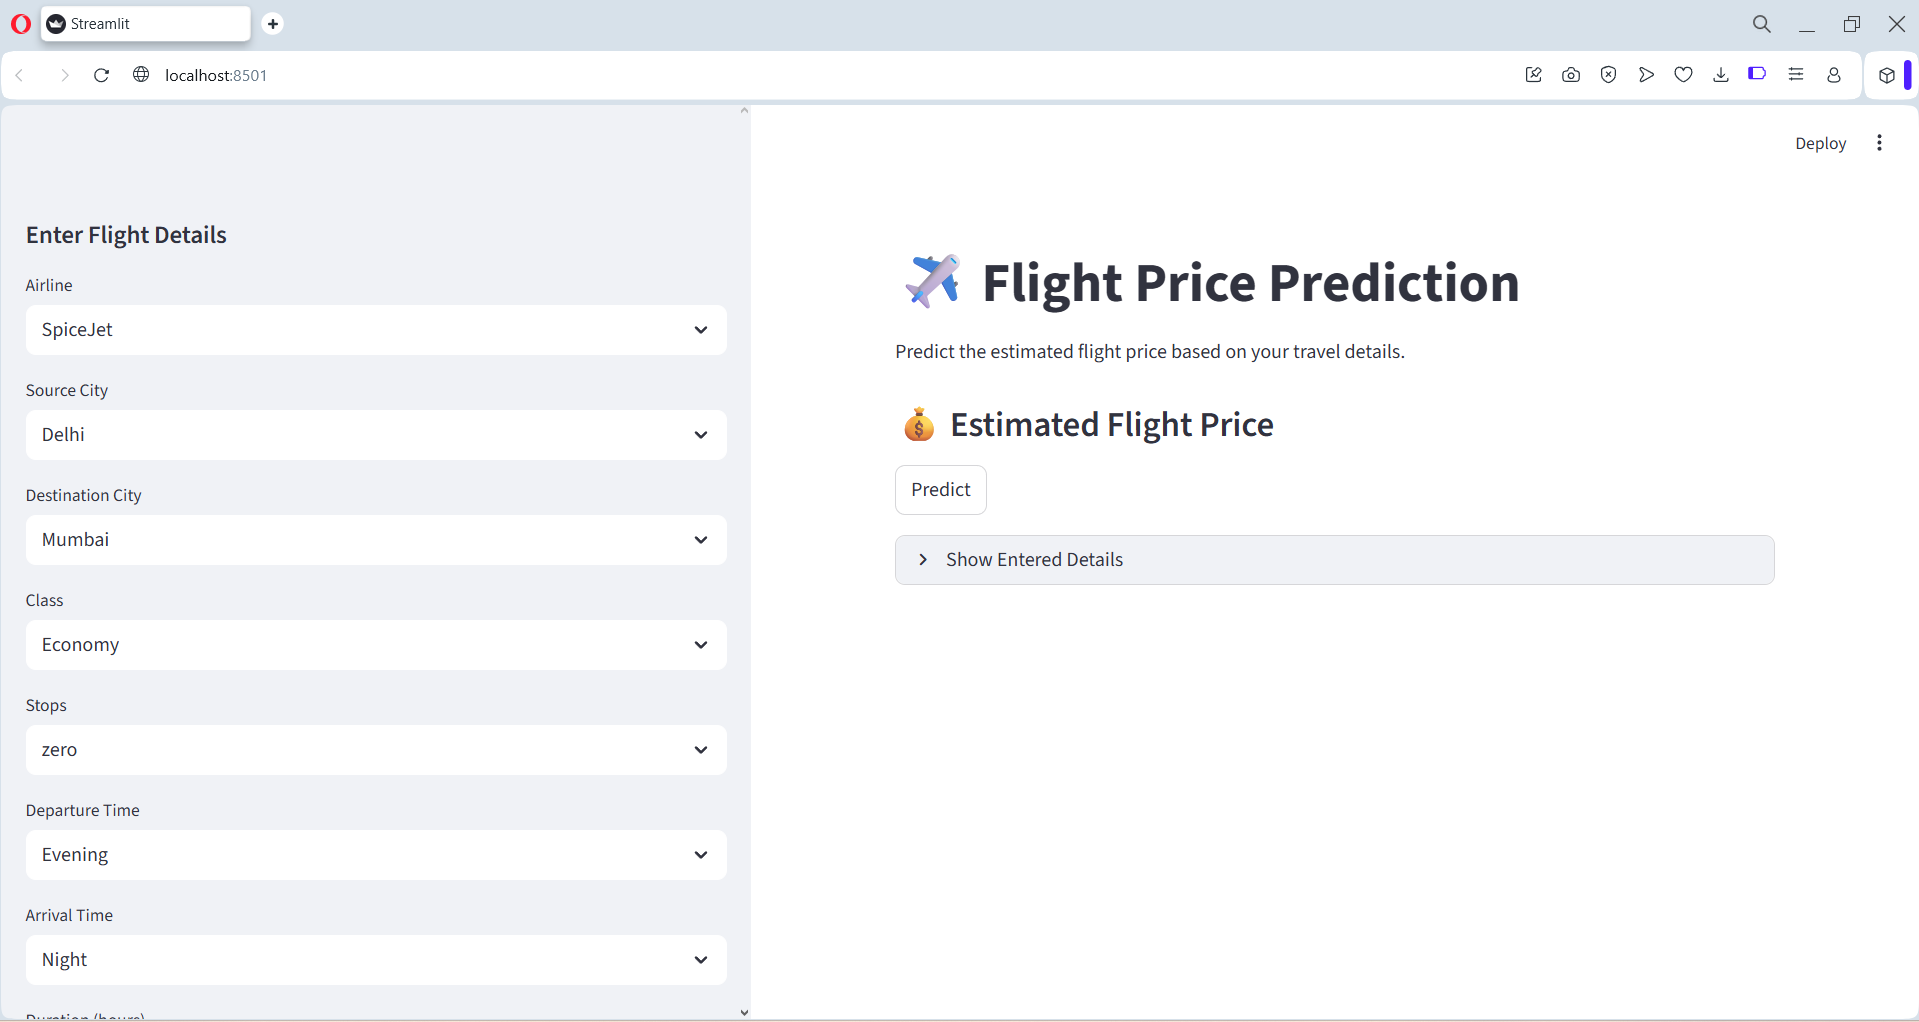 Streamlit
localhost:8501
Deploy
Enter Flight Details
Airline
SpiceJet
Source City
Delhi
Destination City
Mumbai
Class
Economy
Stops
zero
Departure Time
Evening
Arrival Time
Night
Duration (hours)
Flight Price Prediction
Predict the estimated flight price based on your travel details.
Estimated Flight Price
Predict
Show Entered Details